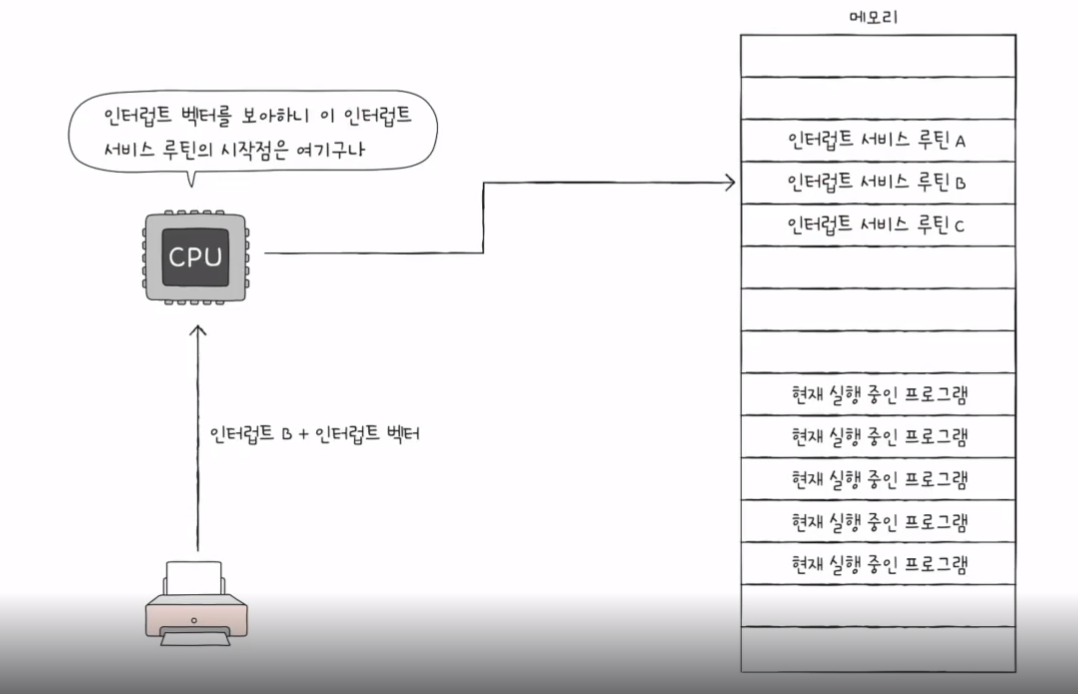 메모리
인터럽트 벡터를 보아하니 이 인터럽트
서비스 루틴의 시작점은 여기구나
CPU
인터럽트 B + 인터럽트 벡터
인터럽트 서비스 루틴 A
인터럽트 서비스 루틴 B
인터럽트 서비스 루틴 C
현재 실행 중인 프로그램
현재 실행 중인 프로그램
현재 실행 중인 프로그램
현재 실행 중인 프로그램
현재 실행 중인 프로그램